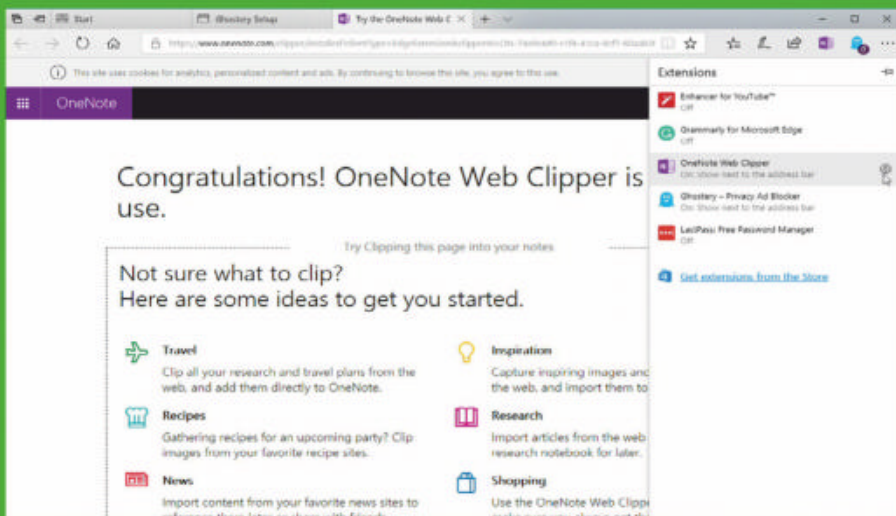 Start
Ghostery Setup
Try the OneNote Web C
This site uses cookies for analytics, personalized content and ads. By continuing to browse this site, you agree to this use.
OneNote
Congratulations! OneNote Web Clipper is
use.
Try Clipping this page into your notes
Not sure what to clip?
Here are some ideas to get you started.
Travel
Clip all your research and travel plans from the
web, and add them directly to OneNote.
Recipes
Gathering recipes for an upcoming party? Clip
images from your favorite recipe sites.
News
Import content from your favorite news sites to
Inspiration
Capture inspiring images and
the web, and import them to
Research
Import articles from the web
research notebook for later.
Shopping
Use the OneNote Web Clippe
Extensions
Enhancer for YouTube™
Off
Grammarly for Microsoft Edge
Off
OneNote Web Clipper
On: Show next to the address bar
Ghostery – Privacy Ad Blocker
On: Show next to the address bar
LastPass: Free Password Manager
Off
Get extensions from the Store